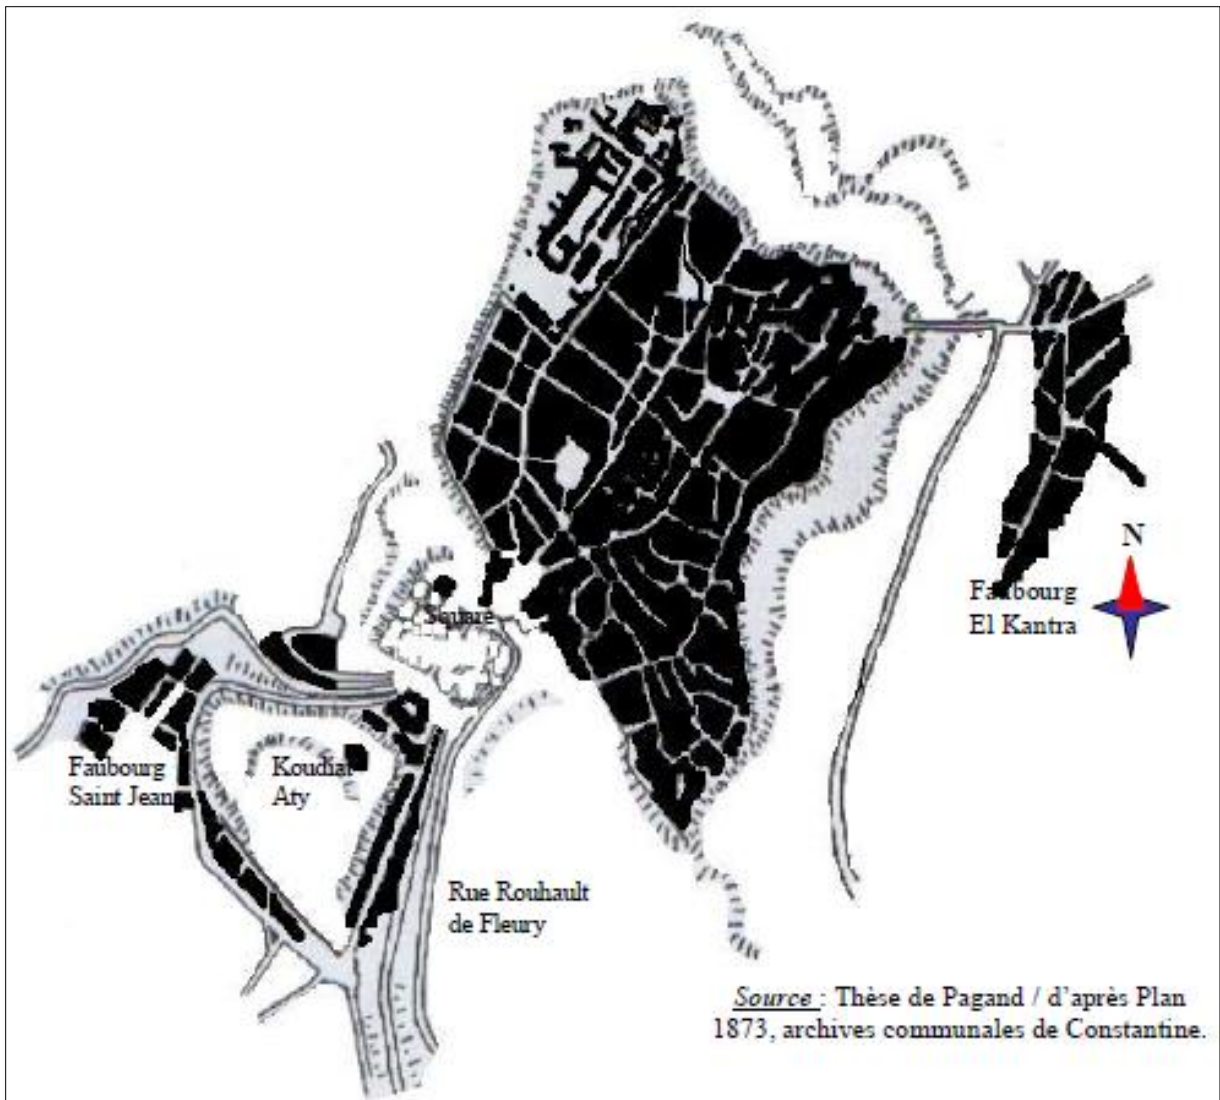 N
Faubourg
El Kantra
Square
Faubourg
Saint Jean
Koudiat
Aty
Rue Rouhault
de Fleury
Source : Thèse de Pagand / d'après Plan
1873, archives communales de Constantine.